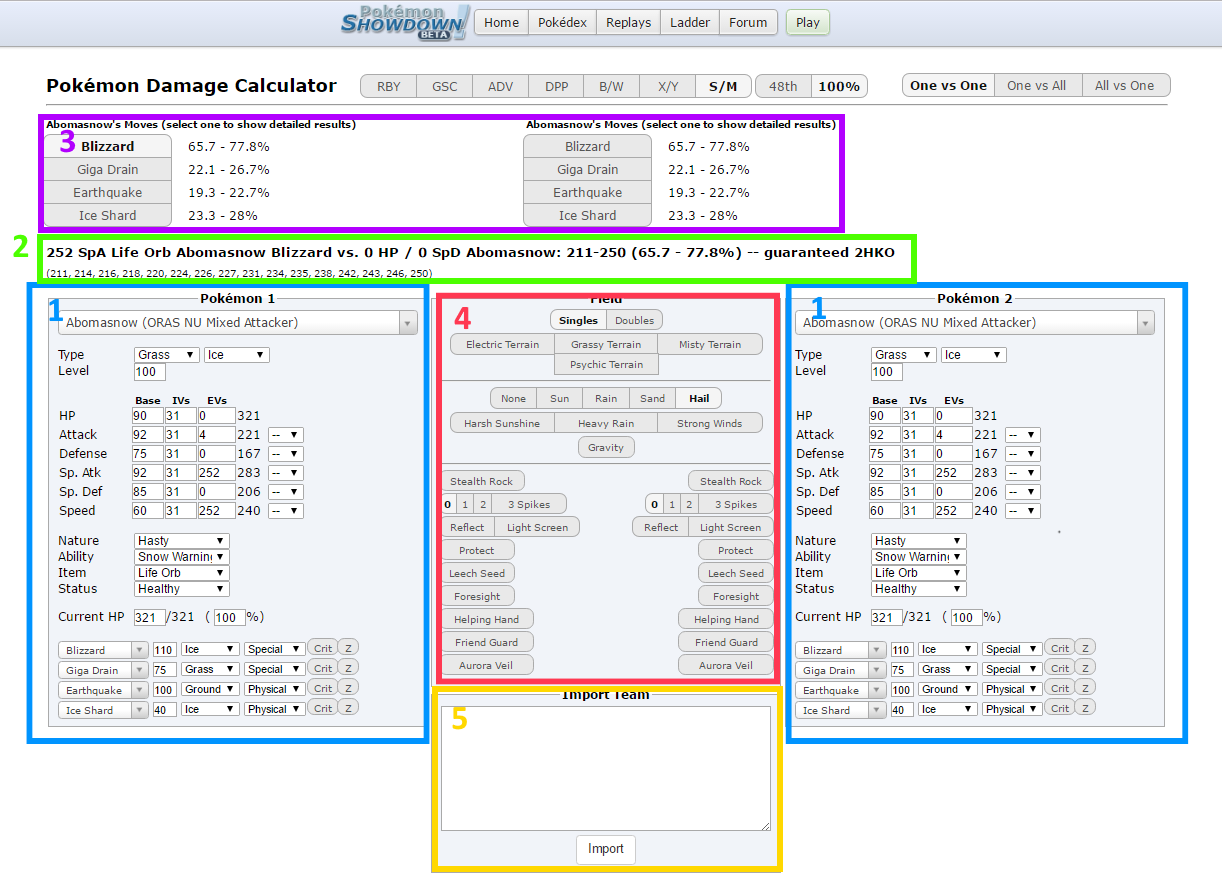 Pokémon
SHOWDOWN!
BETA
Home Pokédex Replays Ladder Forum Play
Pokémon Damage Calculator RBY GSC ADV DPP B/W X/Y S/M 48th 100% One vs One One vs All All vs One
Abomasnow's Moves (select one to show detailed results) Abomasnow's Moves (select one to show detailed results)
3 Blizzard 65.7 - 77.8% Blizzard 65.7 - 77.8%
Giga Drain 22.1 - 26.7% Giga Drain 22.1 - 26.7%
Earthquake 19.3 - 22.7% Earthquake 19.3 - 22.7%
Ice Shard 23.3 - 28% Ice Shard 23.3 - 28%
2 252 SpA Life Orb Abomasnow Blizzard vs. 0 HP / 0 SpD Abomasnow: 211-250 (65.7 - 77.8%) -- guaranteed 2HKO
(211, 214, 216, 218, 220, 224, 226, 227, 231, 234, 235, 238, 242, 243, 246, 250)
Pokémon 1
1
Abomasnow (ORAS NU Mixed Attacker)
Type Grass Ice
Level 100
Base IVs EVs
HP 90 31 0 321
Attack 92 31 4 221 --
Defense 75 31 0 167 --
Sp. Atk 92 31 252 283 --
Sp. Def 85 31 0 206 --
Speed 60 31 252 240 --
Nature Hasty
Ability Snow Warning
Item Life Orb
Status Healthy
Current HP 321 /321 ( 100 %)
Blizzard 110 Ice Special Crit Z
Giga Drain 75 Grass Special Crit Z
Earthquake 100 Ground Physical Crit Z
Ice Shard 40 Ice Physical Crit Z
Field
4
Singles Doubles
Electric Terrain Grassy Terrain Misty Terrain
Psychic Terrain
None Sun Rain Sand Hail
Harsh Sunshine Heavy Rain Strong Winds
Gravity
Stealth Rock Stealth Rock
0 1 2 3 Spikes 0 1 2 3 Spikes
Reflect Light Screen Reflect Light Screen
Protect Protect
Leech Seed Leech Seed
Foresight Foresight
Helping Hand Helping Hand
Friend Guard Friend Guard
Aurora Veil Aurora Veil
Import Team
5
Import
Pokémon 2
1
Abomasnow (ORAS NU Mixed Attacker)
Type Grass Ice
Level 100
Base IVs EVs
HP 90 31 0 321
Attack 92 31 4 221 --
Defense 75 31 0 167 --
Sp. Atk 92 31 252 283 --
Sp. Def 85 31 0 206 --
Speed 60 31 252 240 --
Nature Hasty
Ability Snow Warning
Item Life Orb
Status Healthy
Current HP 321 /321 ( 100 %)
Blizzard 110 Ice Special Crit Z
Giga Drain 75 Grass Special Crit Z
Earthquake 100 Ground Physical Crit Z
Ice Shard 40 Ice Physical Crit Z